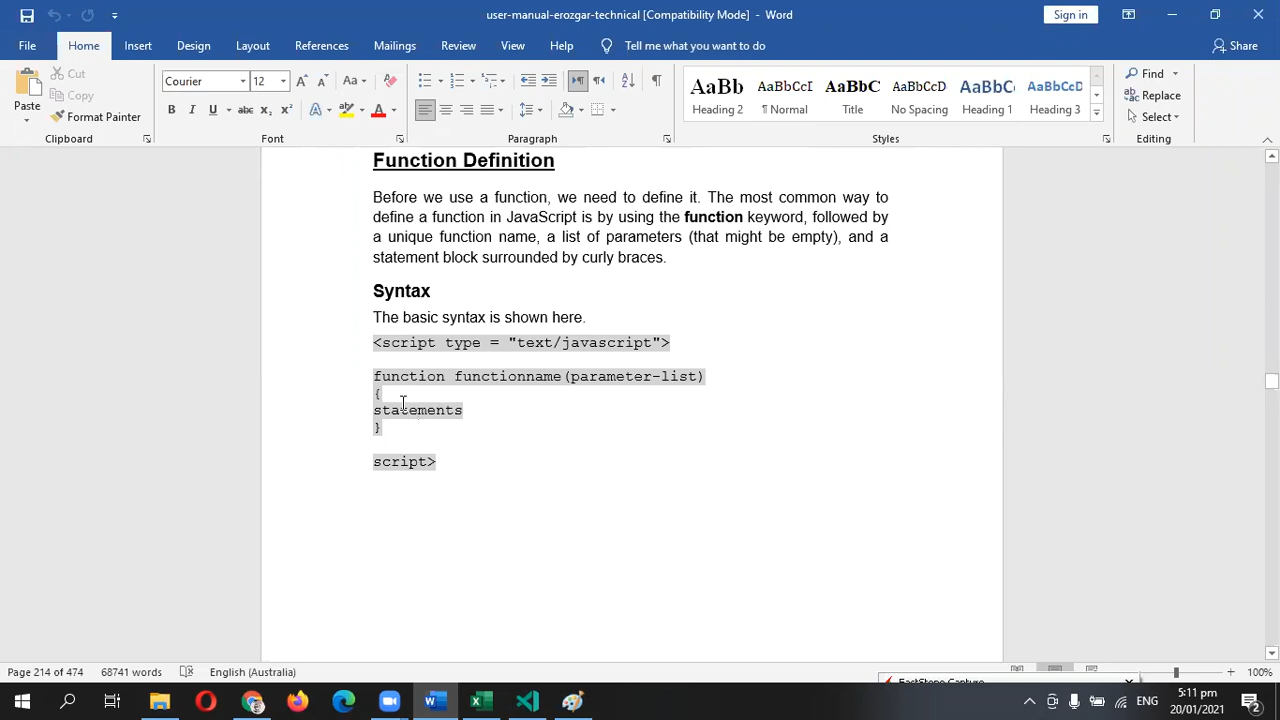 user-manual-erozgar-technical [Compatibility Mode] - Word
Sign in
File Home Insert Design Layout References Mailings Review View Help Tell me what you want to do Share
Paste
Cut
Copy
Format Painter
Clipboard
Courier 12
Font
Paragraph
AaBb AaBbCcDd AaBbC AaBbCcD AaBbC AaBbCcD
Heading 2 ¶ Normal Title No Spacing Heading 1 Heading 3
Styles
Find
Replace
Select
Editing
Function Definition
Before we use a function, we need to define it. The most common way to
define a function in JavaScript is by using the function keyword, followed by
a unique function name, a list of parameters (that might be empty), and a
statement block surrounded by curly braces.
Syntax
The basic syntax is shown here.
<script type = "text/javascript">
function functionname(parameter-list)
{
statements
}
script>
Page 214 of 474 68741 words English (Australia) 100%
FastStone Capture
ENG
5:11 pm
20/01/2021
2